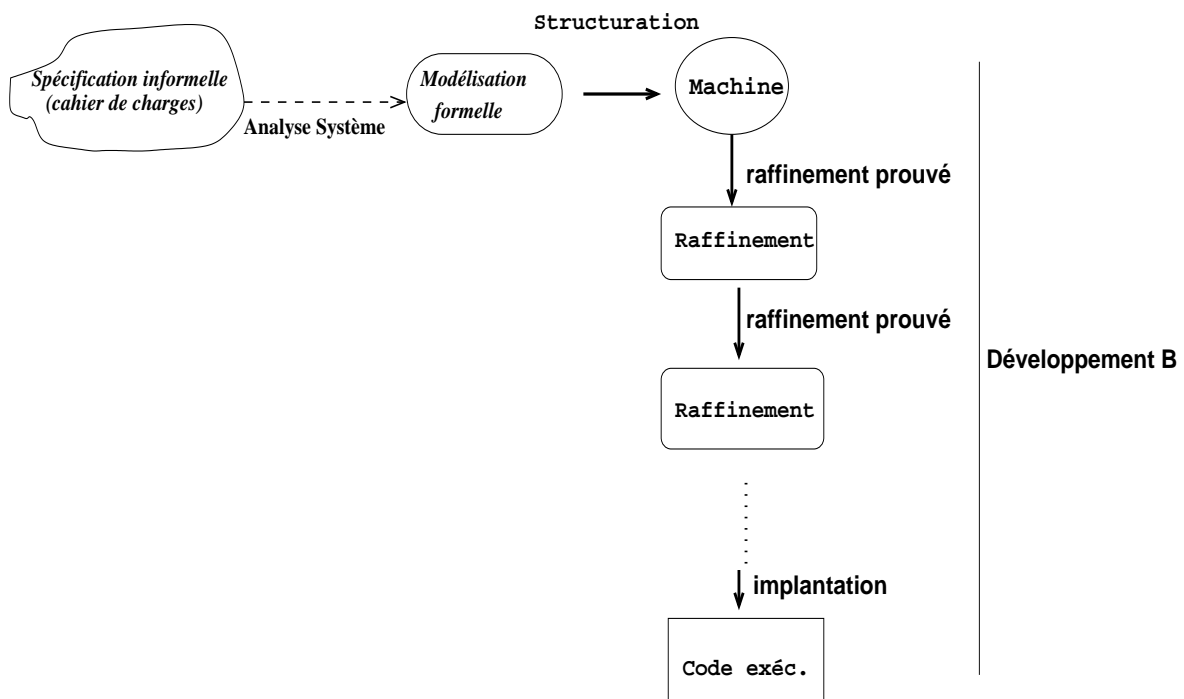 Structuration
Spécification informelle
(cahier de charges)
Analyse Système
Modélisation
formelle
Machine
raffinement prouvé
Raffinement
raffinement prouvé
Développement B
Raffinement
implantation
Code exéc.